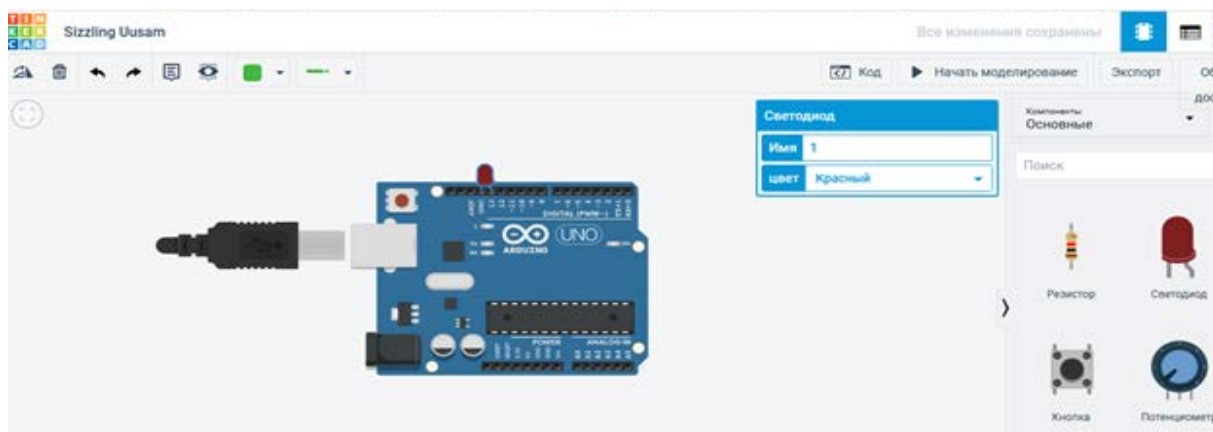 TIN
KER
CAD
Sizzling Uusam
Все изменения сохранены
Код
Начать моделирование
Экспорт
Светодиод
Имя 1
цвет Красный
Компоненты
Основные
Поиск
Резистор
Светодиод
Кнопка
Потенциомет
DIGITAL (PWM~)
UNO
ARDUINO
POWER
ANALOG IN